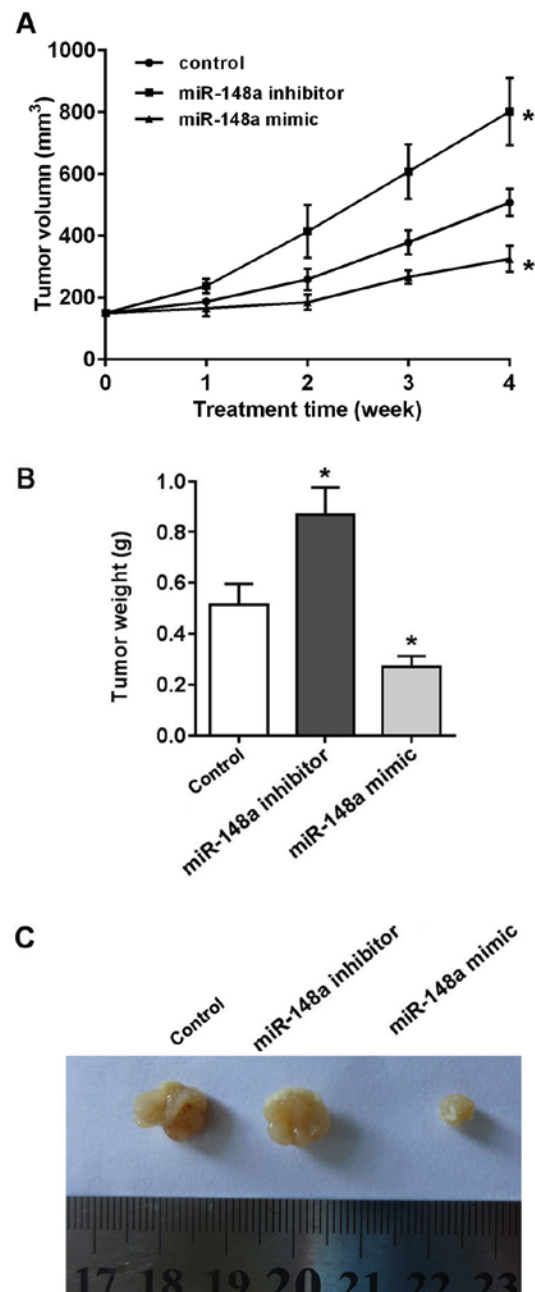 A
1000
800
600
400
200
0
Tumor volumn (mm³)
control
miR-148a inhibitor
miR-148a mimic
*
*
0 1 2 3 4
Treatment time (week)
B
1.0
0.8
0.6
0.4
0.2
0.0
Tumor weight (g)
*
*
Control
miR-148a inhibitor
miR-148a mimic
C
Control
miR-148a inhibitor
miR-148a mimic
17 18 19 20 21 22 23